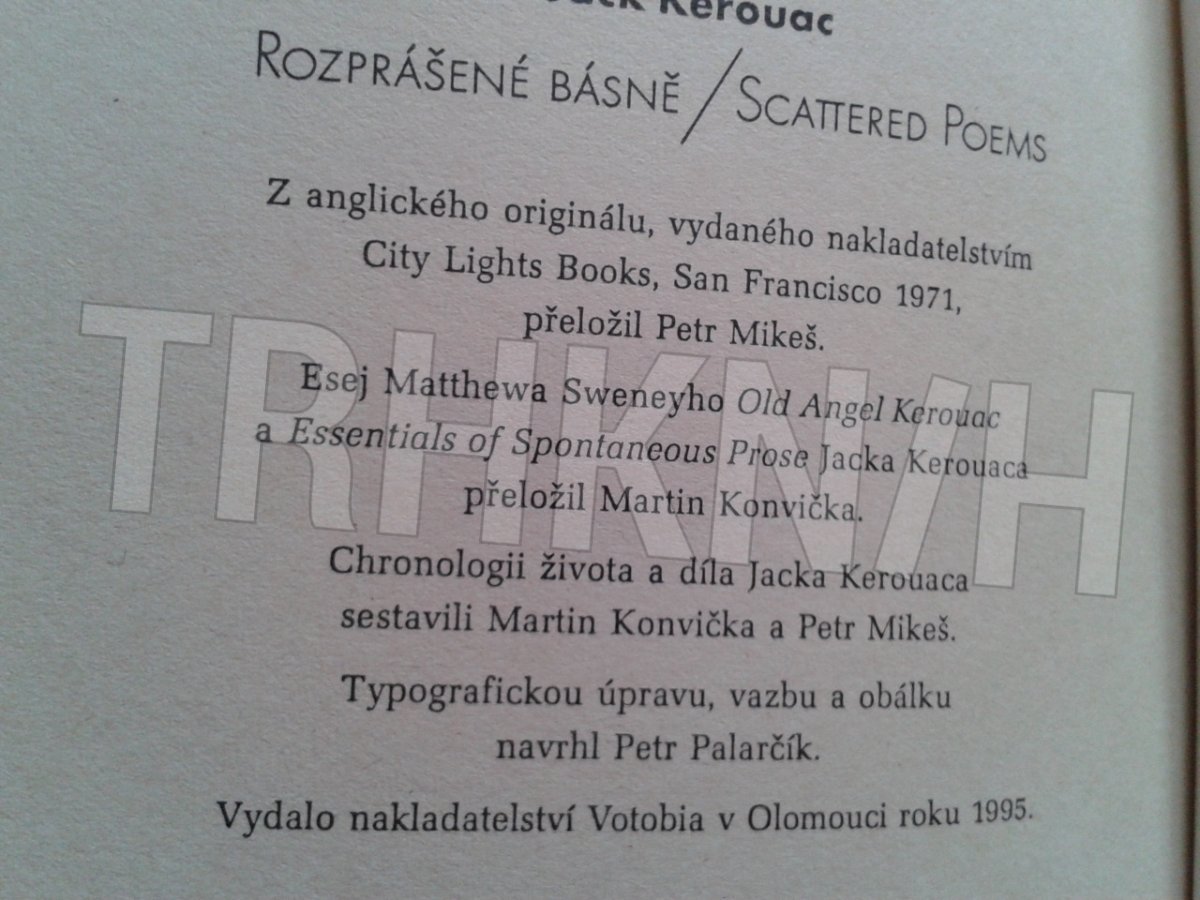 Jack Kerouac
ROZPRÁŠENÉ BÁSNĚ / SCATTERED POEMS
Z anglického originálu, vydaného nakladatelstvím
City Lights Books, San Francisco 1971,
přeložil Petr Mikeš.
Esej Matthewa Sweneyho Old Angel Kerouac
a Essentials of Spontaneous Prose Jacka Kerouaca
přeložil Martin Konvička.
Chronologii života a díla Jacka Kerouaca
sestavili Martin Konvička a Petr Mikeš.
Typografickou úpravu, vazbu a obálku
navrhl Petr Palarčík.
Vydalo nakladatelství Votobia v Olomouci roku 1995.
TRHKNIH